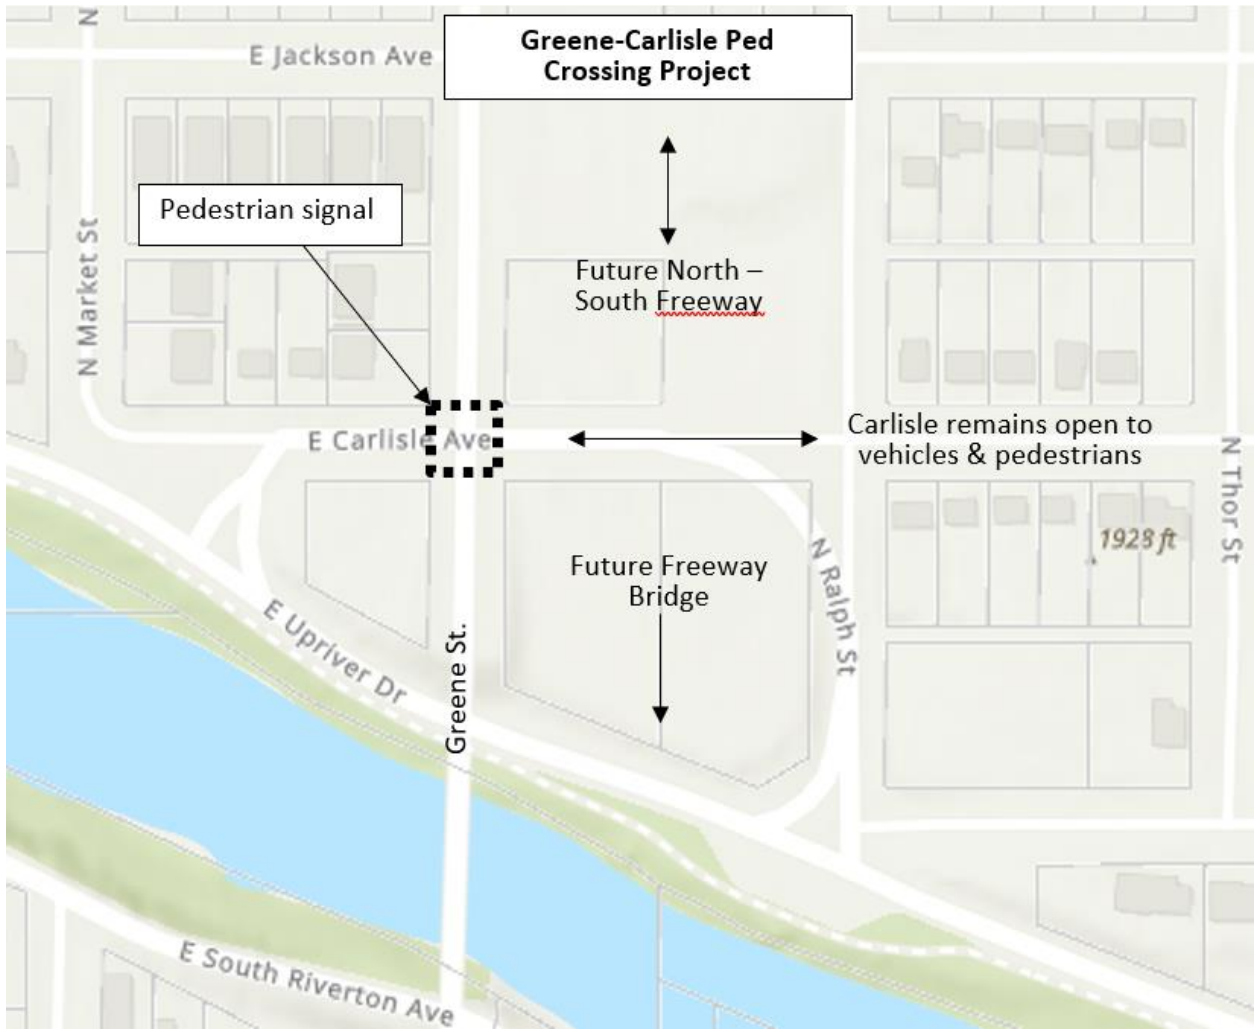 N
E Jackson Ave
Greene-Carlisle Ped
Crossing Project
Pedestrian signal
N Market St
Future North –
South Freeway
E Carlisle Ave
Carlisle remains open to
vehicles & pedestrians
N Thor St
1923 ft
Future Freeway
Bridge
N Ralph St
E Upriver Dr
Greene St.
E South Riverton Ave